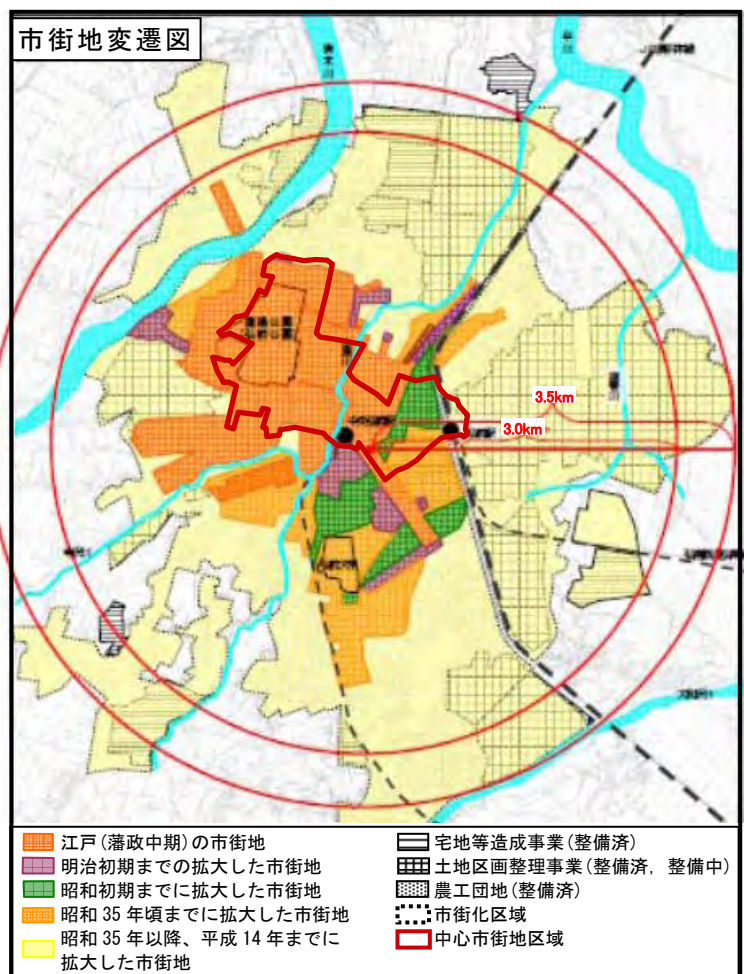 市街地変遷図
3.5km
3.0km
江戸(藩政中期)の市街地
明治初期までの拡大した市街地
昭和初期までに拡大した市街地
昭和35年頃までに拡大した市街地
昭和35年以降、平成14年までに
拡大した市街地
宅地等造成事業(整備済)
土地区画整理事業(整備済,整備中)
農工団地(整備済)
市街化区域
中心市街地区域